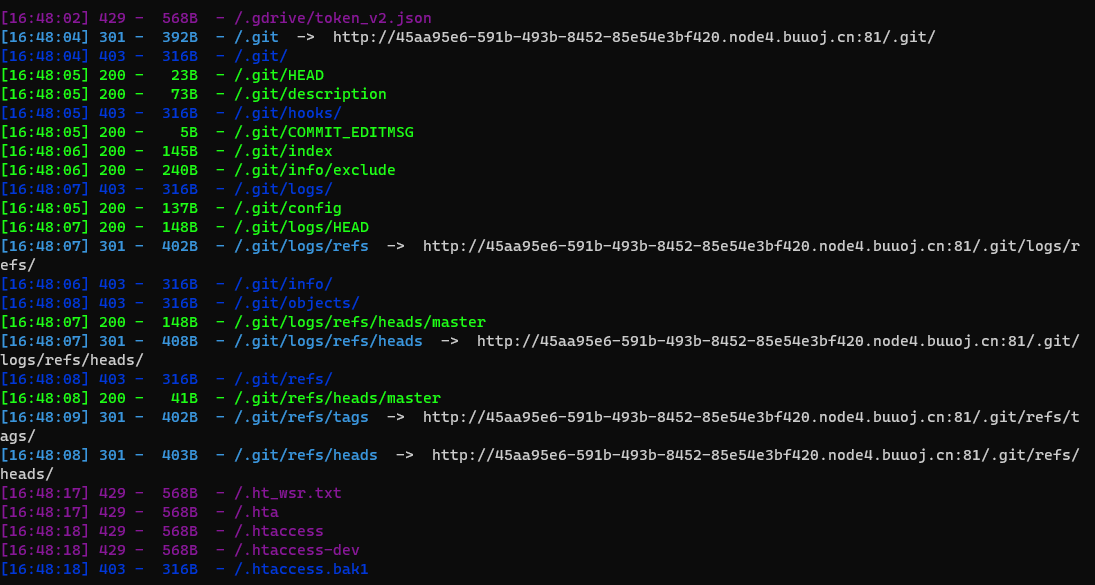 [16:48:02] 429 -  568B  - /.gdrive/token_v2.json
[16:48:04] 301 -  392B  - /.git  ->  http://45aa95e6-591b-493b-8452-85e54e3bf420.node4.buuoj.cn:81/.git/
[16:48:04] 403 -  316B  - /.git/
[16:48:05] 200 -   23B  - /.git/HEAD
[16:48:05] 200 -   73B  - /.git/description
[16:48:05] 403 -  316B  - /.git/hooks/
[16:48:05] 200 -    5B  - /.git/COMMIT_EDITMSG
[16:48:06] 200 -  145B  - /.git/index
[16:48:06] 200 -  240B  - /.git/info/exclude
[16:48:07] 403 -  316B  - /.git/logs/
[16:48:05] 200 -  137B  - /.git/config
[16:48:07] 200 -  148B  - /.git/logs/HEAD
[16:48:07] 301 -  402B  - /.git/logs/refs  ->  http://45aa95e6-591b-493b-8452-85e54e3bf420.node4.buuoj.cn:81/.git/logs/r
efs/
[16:48:06] 403 -  316B  - /.git/info/
[16:48:08] 403 -  316B  - /.git/objects/
[16:48:07] 200 -  148B  - /.git/logs/refs/heads/master
[16:48:07] 301 -  408B  - /.git/logs/refs/heads  ->  http://45aa95e6-591b-493b-8452-85e54e3bf420.node4.buuoj.cn:81/.git/
logs/refs/heads/
[16:48:08] 403 -  316B  - /.git/refs/
[16:48:08] 200 -   41B  - /.git/refs/heads/master
[16:48:09] 301 -  402B  - /.git/refs/tags  ->  http://45aa95e6-591b-493b-8452-85e54e3bf420.node4.buuoj.cn:81/.git/refs/t
ags/
[16:48:08] 301 -  403B  - /.git/refs/heads  ->  http://45aa95e6-591b-493b-8452-85e54e3bf420.node4.buuoj.cn:81/.git/refs/
heads/
[16:48:17] 429 -  568B  - /.ht_wsr.txt
[16:48:17] 429 -  568B  - /.hta
[16:48:18] 429 -  568B  - /.htaccess
[16:48:18] 429 -  568B  - /.htaccess-dev
[16:48:18] 403 -  316B  - /.htaccess.bak1